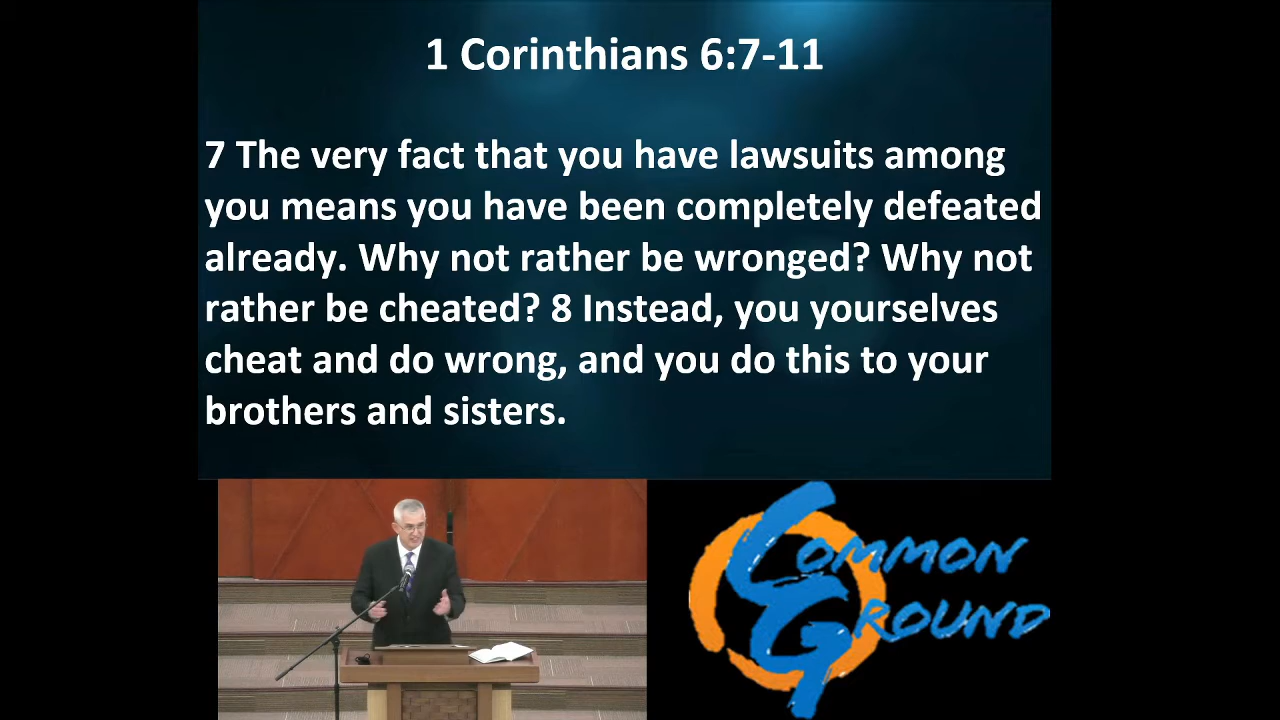 1 Corinthians 6:7-11
7 The very fact that you have lawsuits among
you means you have been completely defeated
already. Why not rather be wronged? Why not
rather be cheated? 8 Instead, you yourselves
cheat and do wrong, and you do this to your
brothers and sisters.
Common
Ground